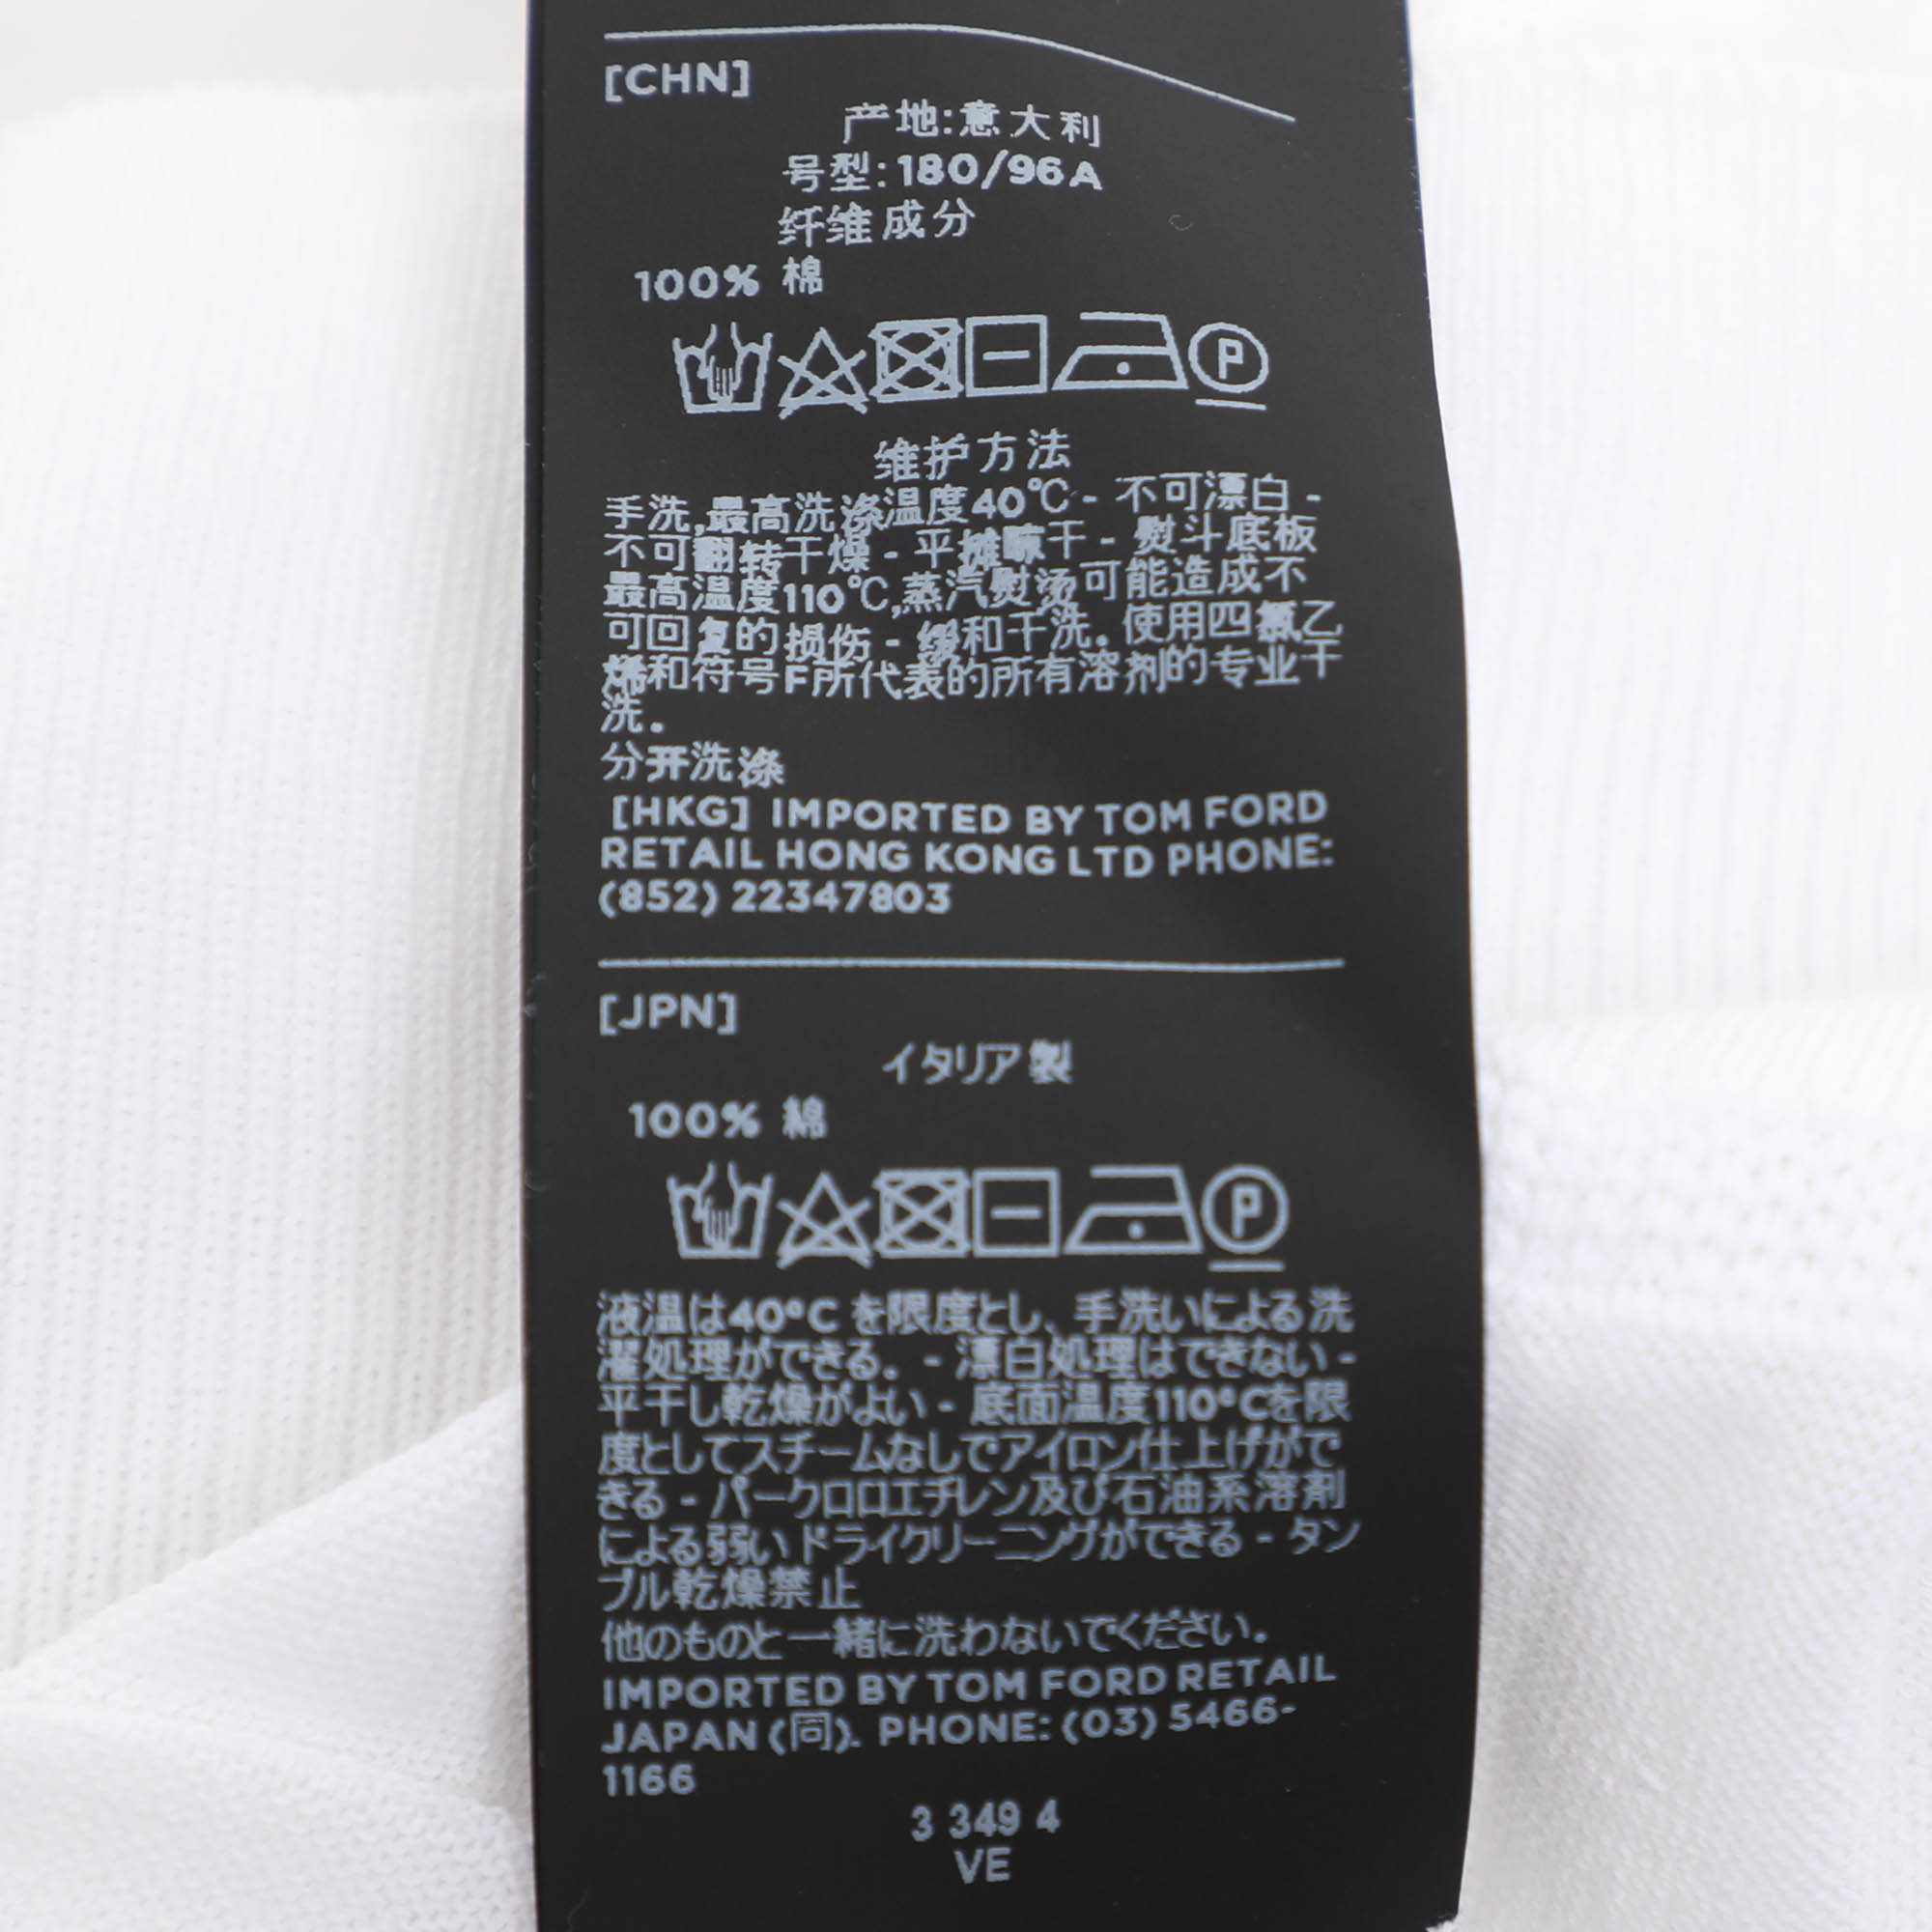 [CHN]
产地:意大利
号型:180/96A
纤维成分
100% 棉
P
维护方法
手洗,最高洗涤温度40℃- 不可漂白 -
不可翻转干燥 - 平摊晾干 - 熨斗底板
最高温度110℃,蒸汽熨烫可能造成不
可回复的损伤 - 缓和干洗。使用四氯乙
烯和符号F所代表的所有溶剂的专业干
洗。
分开洗涤
[HKG] IMPORTED BY TOM FORD
RETAIL HONG KONG LTD PHONE:
(852) 22347803
[JPN]
イタリア製
100% 綿
P
液温は40°C を限度とし、手洗いによる洗
濯処理ができる。 - 漂白処理はできない -
平干し乾燥がよい - 底面温度110°Cを限
度としてスチームなしでアイロン仕上げがで
きる - パークロロエチレン及び石油系溶剤
による弱いドライクリーニングができる - タン
ブル乾燥禁止
他のものと一緒に洗わないでください。
IMPORTED BY TOM FORD RETAIL
JAPAN (同). PHONE: (03) 5466-
1166
3 349 4
VE